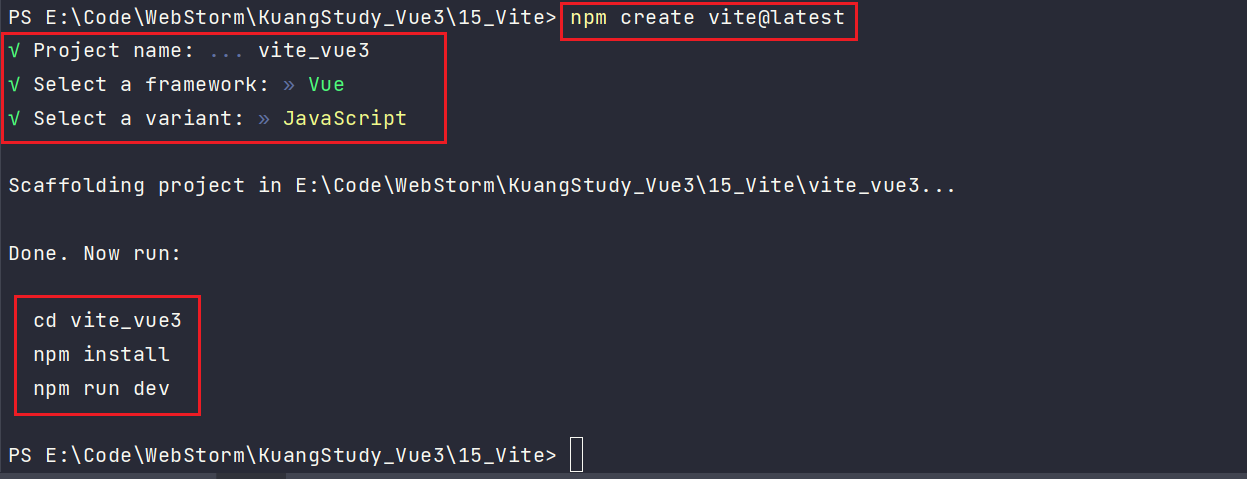 PS E:\Code\WebStorm\KuangStudy_Vue3\15_Vite> npm create vite@latest
√ Project name: ... vite_vue3
√ Select a framework: » Vue
√ Select a variant: » JavaScript
Scaffolding project in E:\Code\WebStorm\KuangStudy_Vue3\15_Vite\vite_vue3...
Done. Now run:
cd vite_vue3
npm install
npm run dev
PS E:\Code\WebStorm\KuangStudy_Vue3\15_Vite>